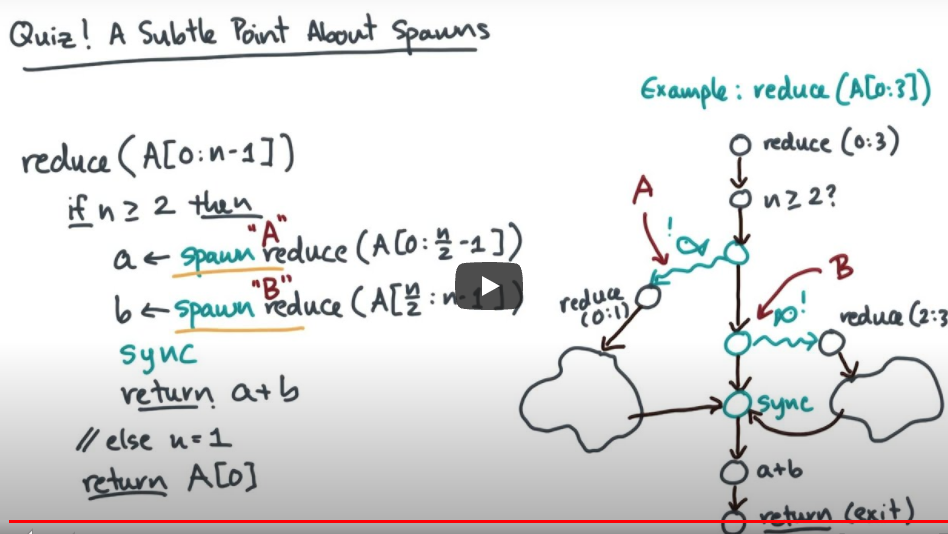 Quiz! A Subtle Point About Spawns
Example: reduce (A[0:3])
reduce (A[0:n-1])
if n ≥ 2 then
"A"
a ← spawn reduce (A[0:n/2-1])
"B"
b ← spawn reduce (A[n/2:n-1])
sync
return a+b
// else n=1
return A[0]
reduce (0:3)
n≥2?
A
!
B
!
reduce
(0:1)
reduce (2:3
sync
a+b
return (exit)